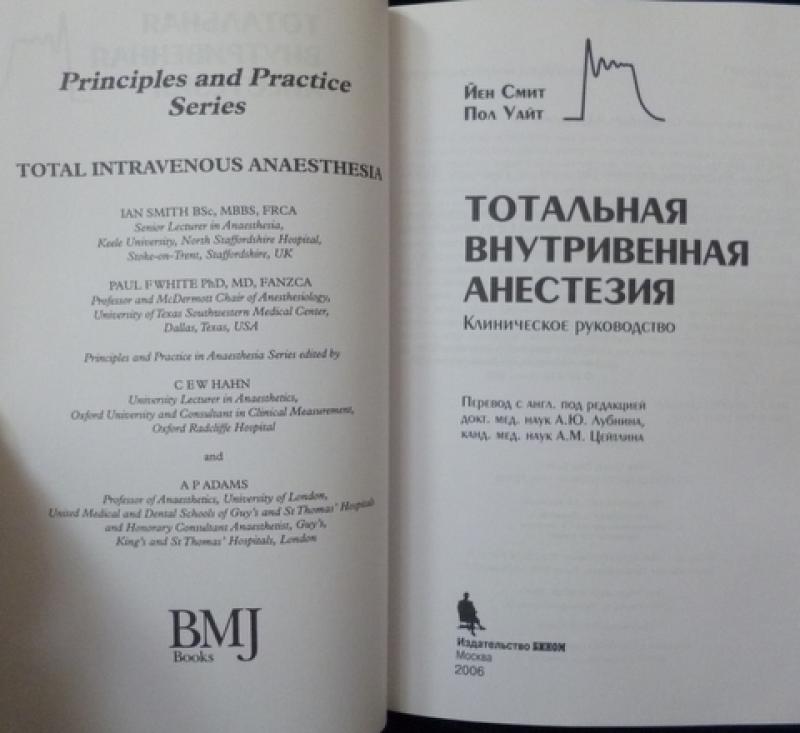 Principles and Practice
Series
TOTAL INTRAVENOUS ANAESTHESIA
IAN SMITH BSc, MBBS, FRCA
Senior Lecturer in Anaesthesia,
Keele University, North Staffordshire Hospital,
Stoke-on-Trent, Staffordshire, UK
PAUL F WHITE PhD, MD, FANZCA
Professor and McDermott Chair of Anesthesiology,
University of Texas Southwestern Medical Center,
Dallas, Texas, USA
Principles and Practice in Anaesthesia Series edited by
C E W HAHN
University Lecturer in Anaesthetics,
Oxford University and Consultant in Clinical Measurement,
Oxford Radcliffe Hospital
and
A P ADAMS
Professor of Anaesthetics, University of London,
United Medical and Dental Schools of Guy's and St Thomas' Hospitals
and Honorary Consultant Anaesthetist, Guy's,
King's and St Thomas' Hospitals, London
BMJ
Books
Йен Смит
Пол Уайт
ТОТАЛЬНАЯ
ВНУТРИВЕННАЯ
АНЕСТЕЗИЯ
Клиническое руководство
Перевод с англ. под редакцией
докт. мед. наук А.Ю. Лубнина,
канд. мед. наук А.М. Цейтлина
Издательство БИНОМ
Москва
2006